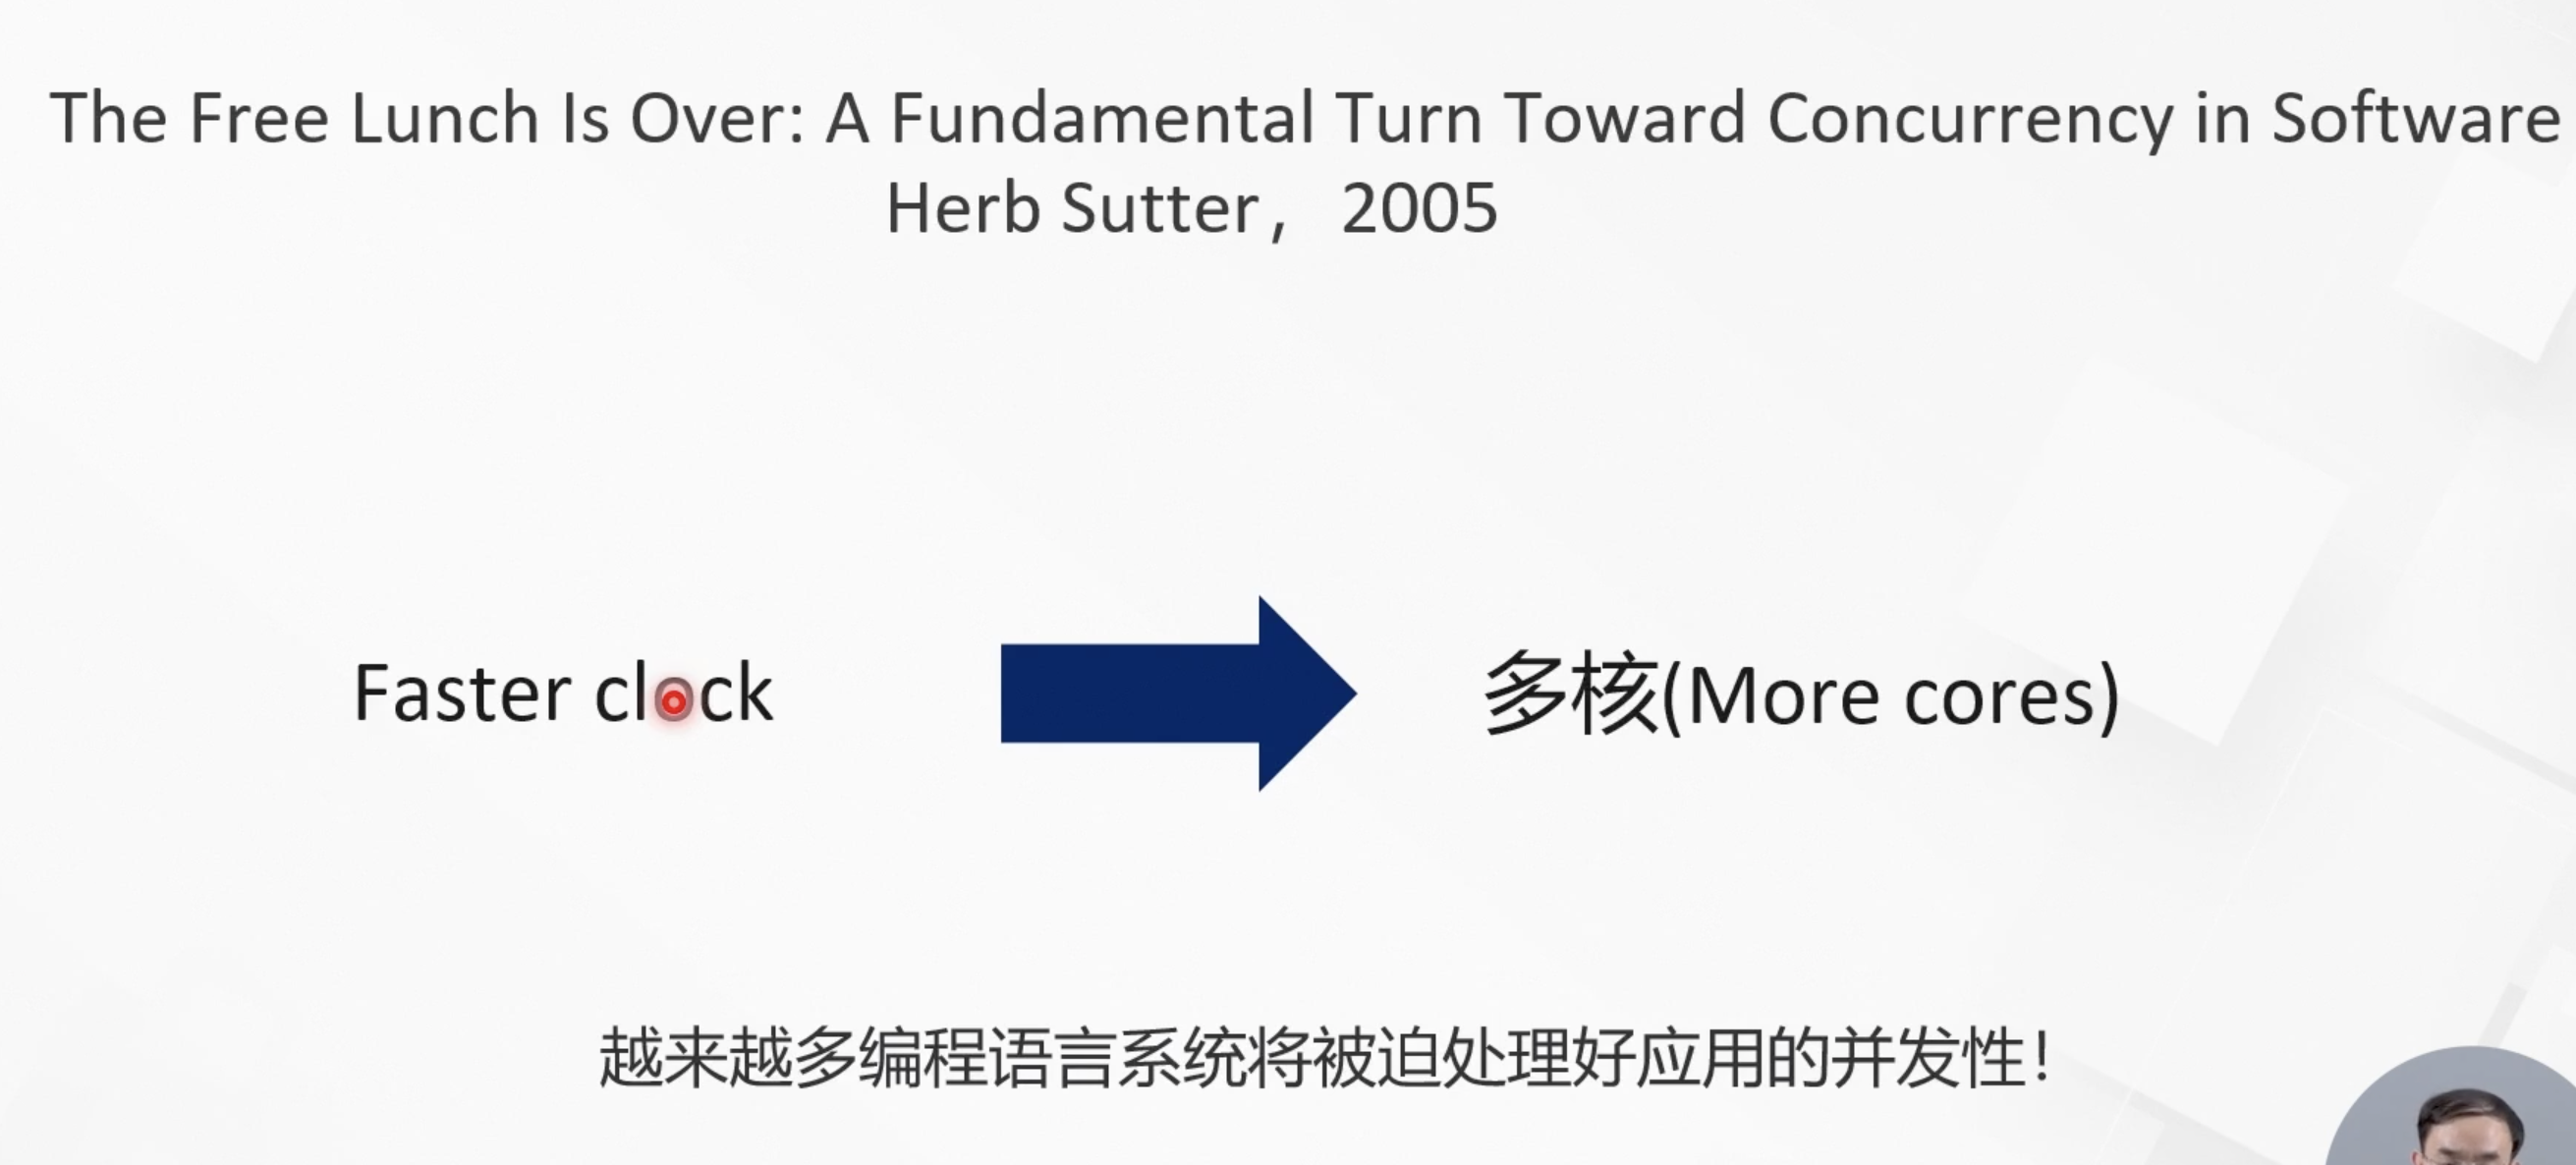 The Free Lunch Is Over: A Fundamental Turn Toward Concurrency in Software
Herb Sutter，2005
Faster clock
多核(More cores)
越来越多编程语言系统将被迫处理好应用的并发性！